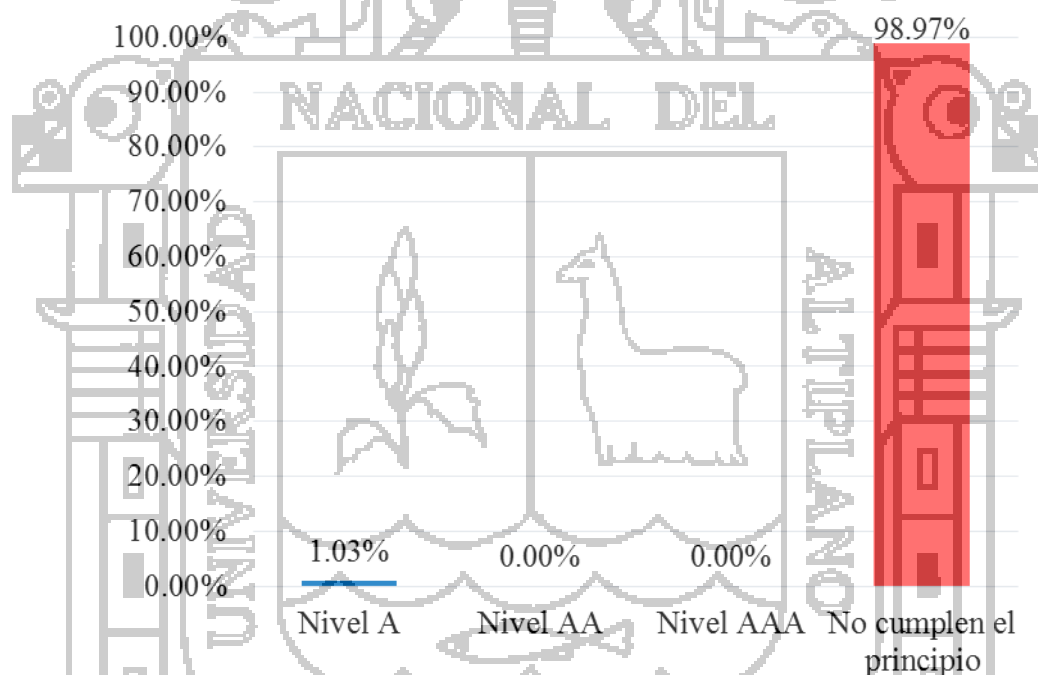 100.00%
98.97%
90.00%
NACIONAL DEL
80.00%
70.00%
60.00%
50.00%
40.00%
30.00%
20.00%
10.00%
0.00%
UNIVERSIDAD
ALTIPLANO
1.03%
0.00%
0.00%
Nivel A
Nivel AA
Nivel AAA
No cumplen el
principio